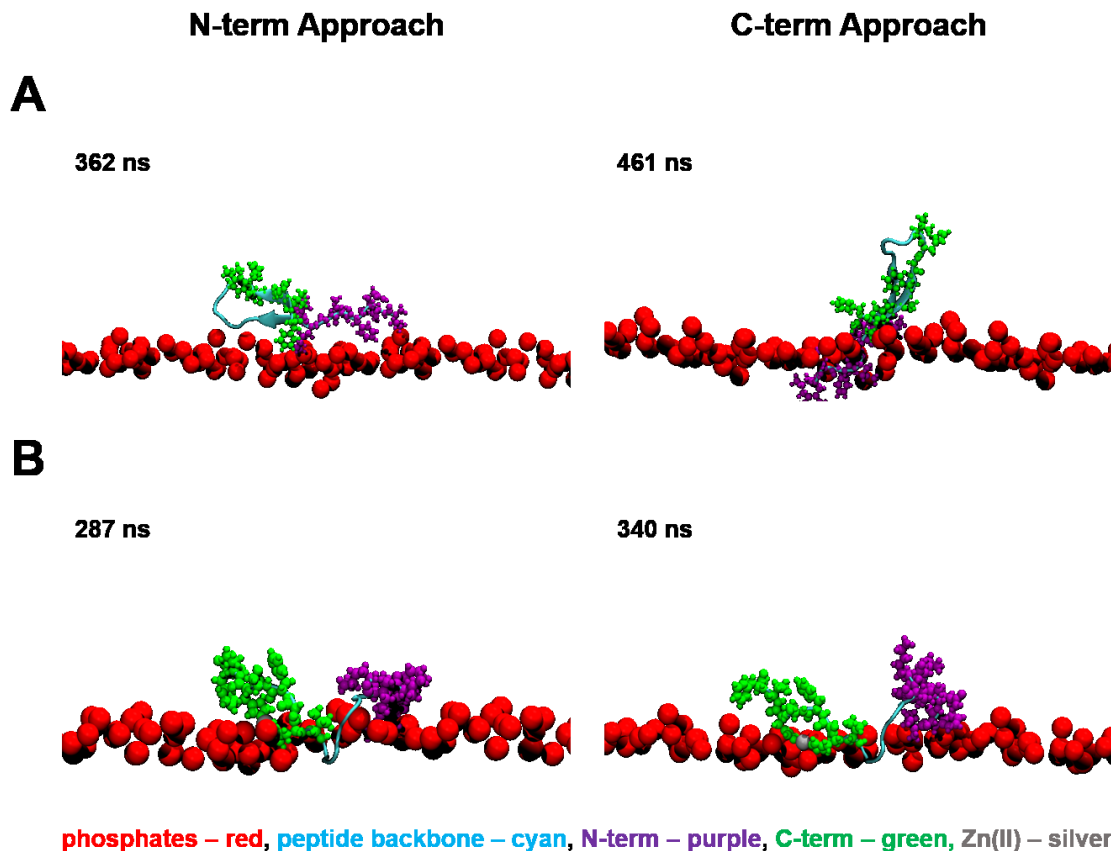 N-term Approach
C-term Approach
A
362 ns
461 ns
B
287 ns
340 ns
phosphates – red, peptide backbone – cyan, N-term – purple, C-term – green, Zn(II) – silver